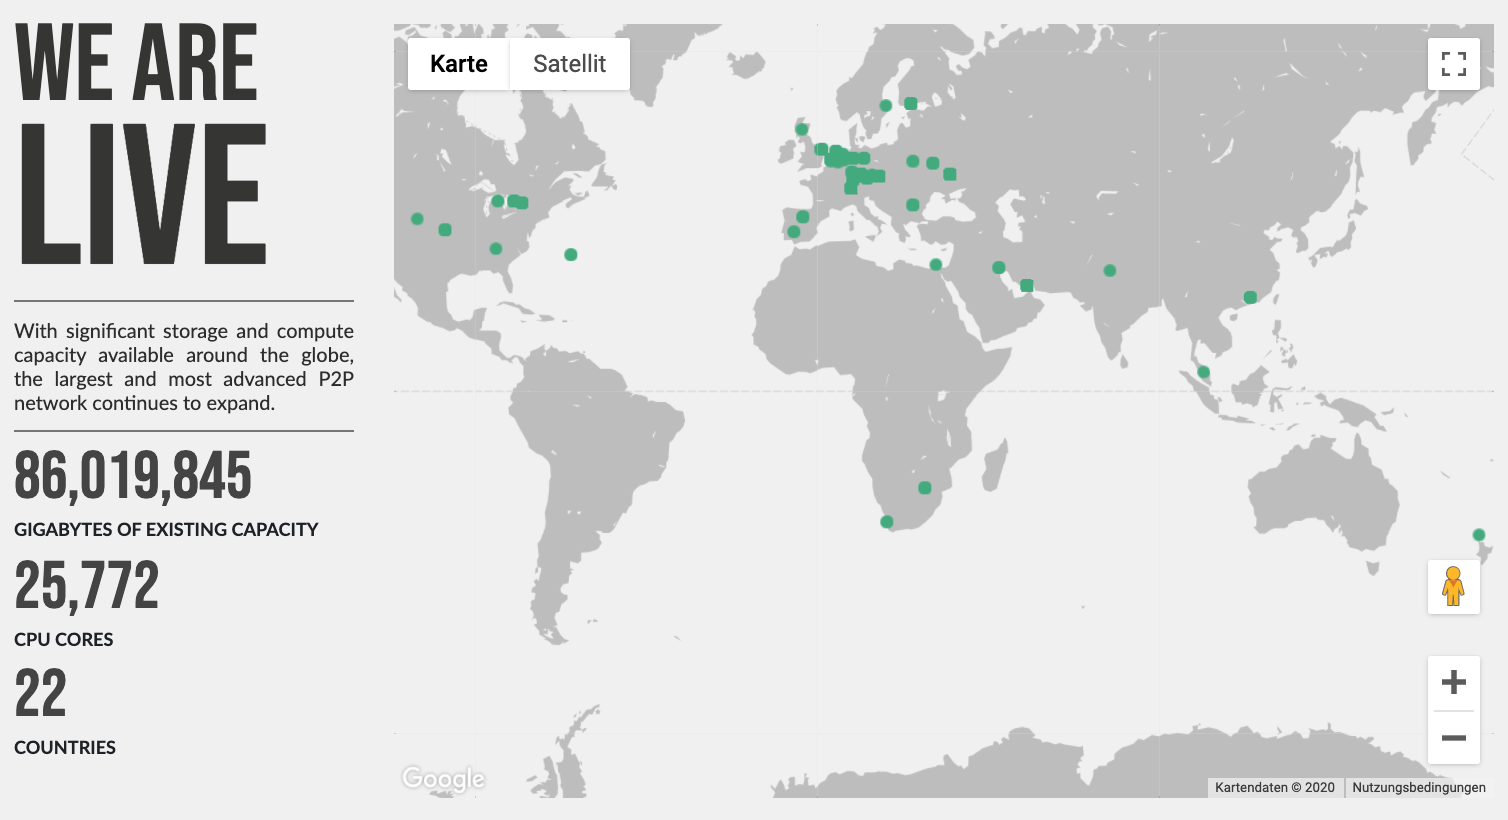 WE ARE
LIVE
With significant storage and compute
capacity available around the globe,
the largest and most advanced P2P
network continues to expand.
86,019,845
GIGABYTES OF EXISTING CAPACITY
25,772
CPU CORES
22
COUNTRIES
Karte Satellit
Google
Kartendaten © 2020 Nutzungsbedingungen